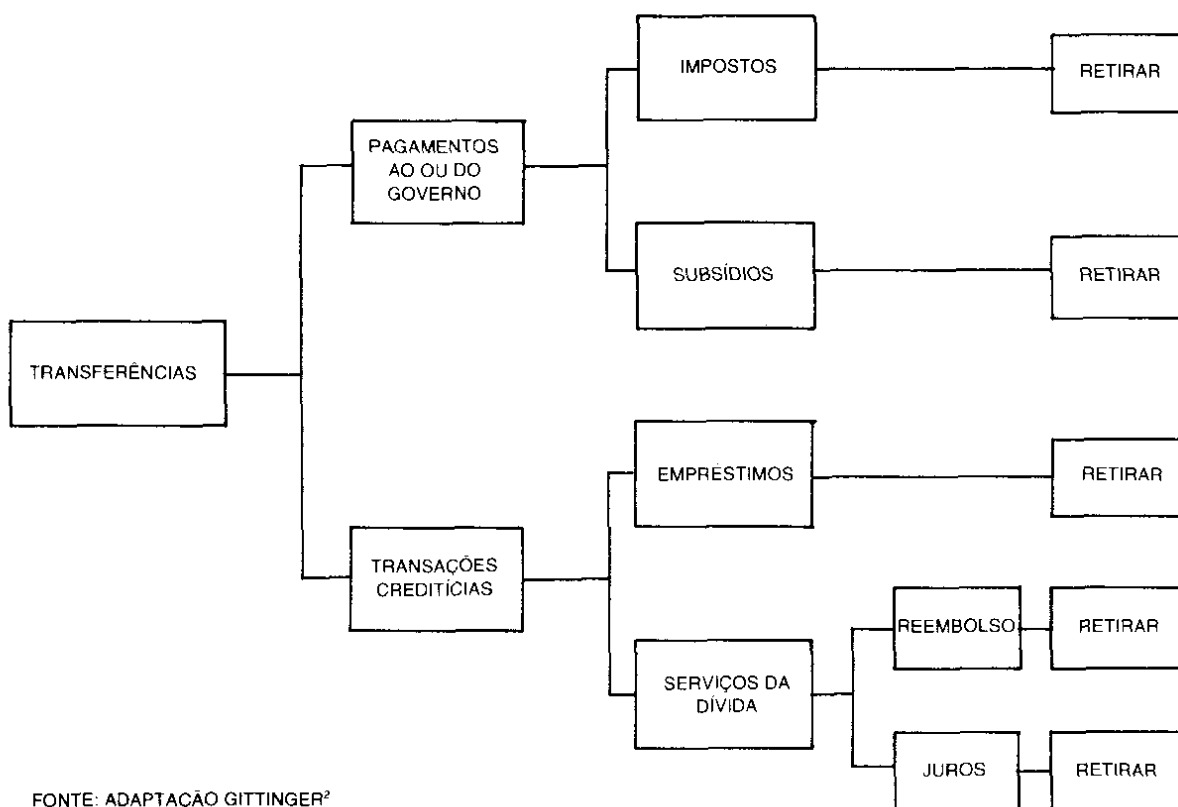 IMPOSTOS
RETIRAR
PAGAMENTOS
AO OU DO
GOVERNO
SUBSÍDIOS
RETIRAR
TRANSFERÊNCIAS
EMPRÉSTIMOS
RETIRAR
TRANSAÇÕES
CREDITÍCIAS
REEMBOLSO
RETIRAR
SERVIÇOS DA
DÍVIDA
JUROS
RETIRAR
FONTE: ADAPTAÇÃO GITTINGER²